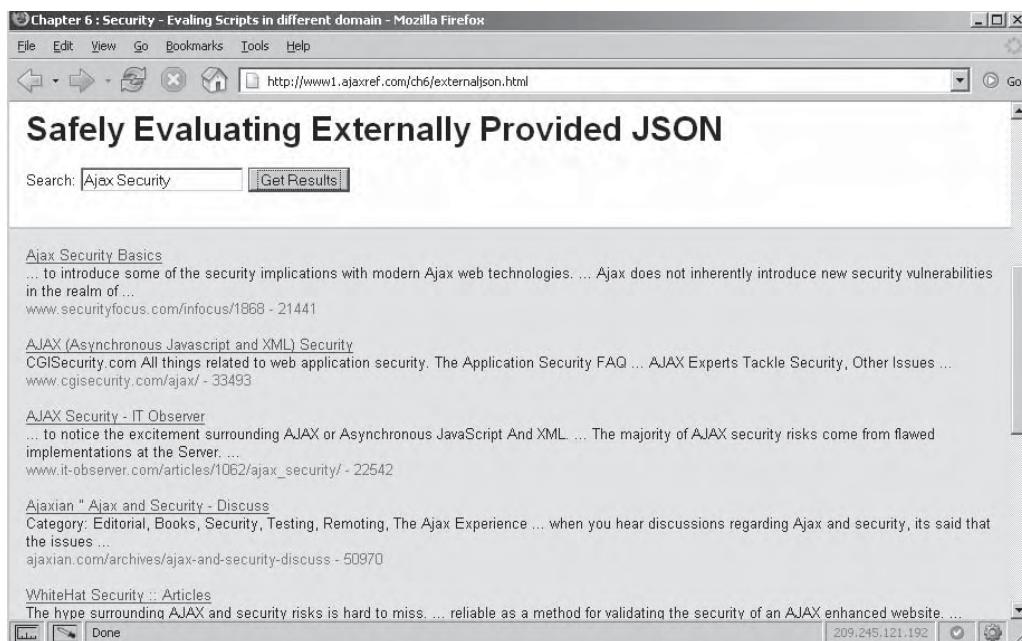 Chapter 6 : Security - Evaling Scripts in different domain - Mozilla Firefox
File Edit View Go Bookmarks Tools Help
http://www1.ajaxref.com/ch6/externaljson.html
Go
Safely Evaluating Externally Provided JSON
Search: Ajax Security Get Results
Ajax Security Basics
... to introduce some of the security implications with modern Ajax web technologies. ... Ajax does not inherently introduce new security vulnerabilities
in the realm of ...
www.securityfocus.com/infocus/1868 - 21441
AJAX (Asynchronous Javascript and XML) Security
CGISecurity.com All things related to web application security. The Application Security FAQ ... AJAX Experts Tackle Security, Other Issues ...
www.cgisecurity.com/ajax/ - 33493
AJAX Security - IT Observer
... to notice the excitement surrounding AJAX or Asynchronous JavaScript And XML. ... The majority of AJAX security risks come from flawed
implementations at the Server. ...
www.it-observer.com/articles/1062/ajax_security/ - 22542
Ajaxian " Ajax and Security - Discuss
Category: Editorial, Books, Security, Testing, Remoting, The Ajax Experience ... when you hear discussions regarding Ajax and security, its said that
the issues ...
ajaxian.com/archives/ajax-and-security-discuss - 50970
WhiteHat Security :: Articles
The hype surrounding AJAX and security risks is hard to miss. ... reliable as a method for validating the security of an AJAX enhanced website. ...
Done
209.245.121.192